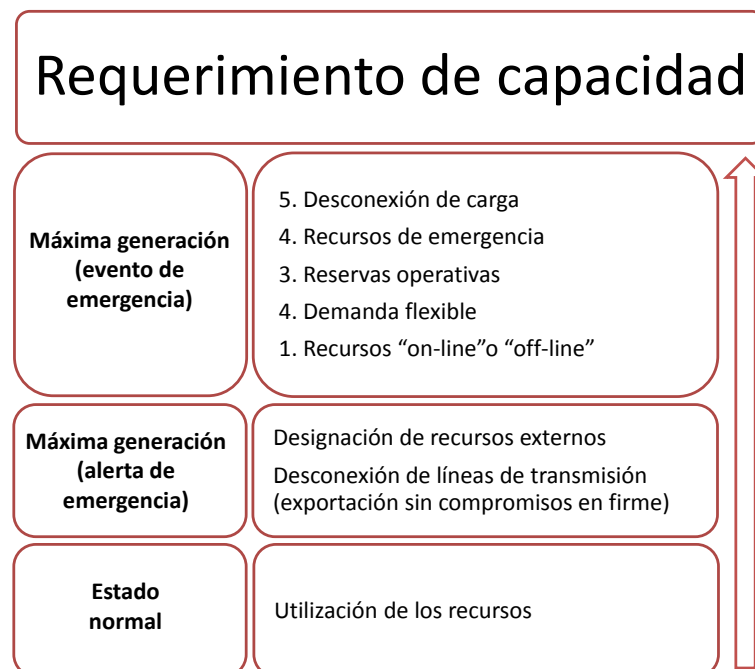 Requerimiento de capacidad
Máxima generación
(evento de
emergencia)
5. Desconexión de carga
4. Recursos de emergencia
3. Reservas operativas
4. Demanda flexible
1. Recursos “on-line”o “off-line”
Máxima generación
(alerta de
emergencia)
Designación de recursos externos
Desconexión de líneas de transmisión
(exportación sin compromisos en firme)
Estado
normal
Utilización de los recursos